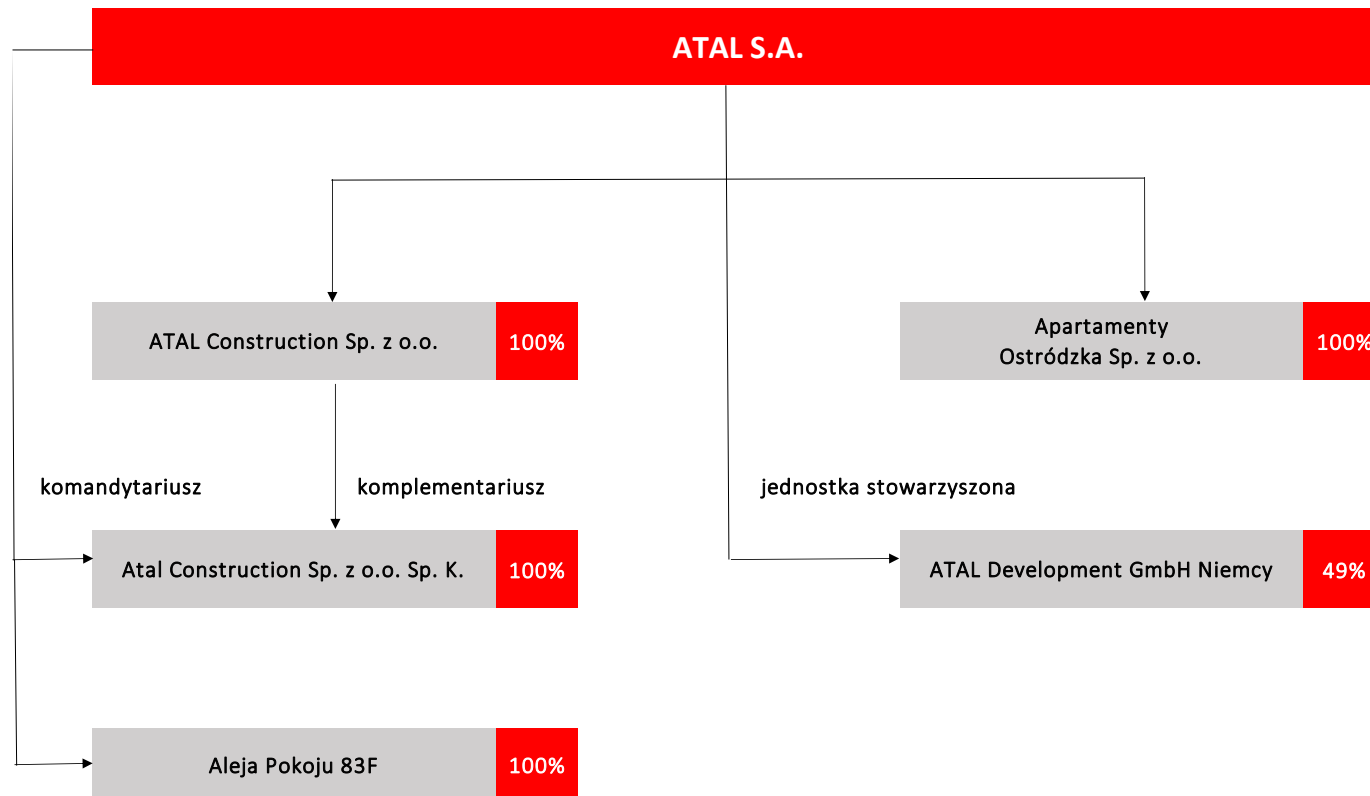 ATAL S.A.
ATAL Construction Sp. z o.o.
100%
Apartamenty
Ostródzka Sp. z o.o.
100%
komandytariusz
komplementariusz
jednostka stowarzyszona
Atal Construction Sp. z o.o. Sp. K.
100%
ATAL Development GmbH Niemcy
49%
Aleja Pokoju 83F
100%